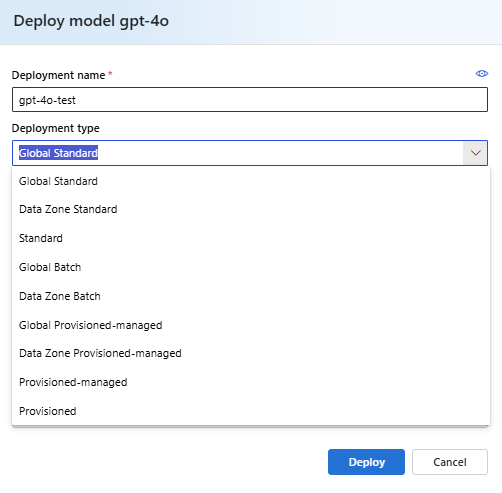 Deploy model gpt-4o
Deployment name *
gpt-4o-test
Deployment type
Global Standard
Global Standard
Data Zone Standard
Standard
Global Batch
Data Zone Batch
Global Provisioned-managed
Data Zone Provisioned-managed
Provisioned-managed
Provisioned
Deploy
Cancel